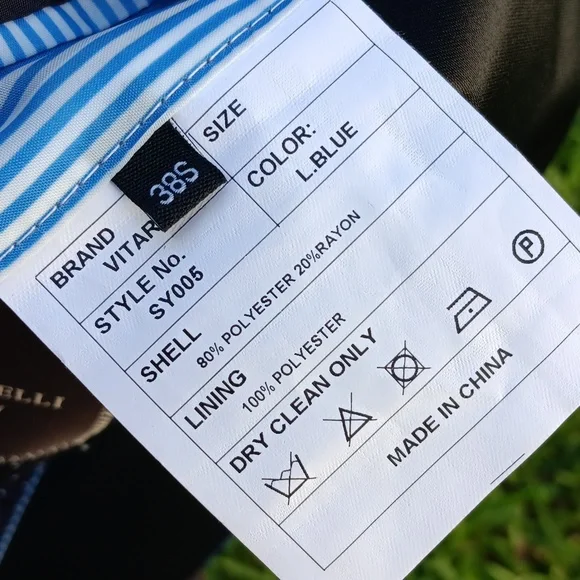 SIZE
38S
COLOR:
L.BLUE
BRAND
VITAR
STYLE No.
SY005
SHELL
80% POLYESTER 20%RAYON
LINING
100% POLYESTER
DRY CLEAN ONLY
P
MADE IN CHINA
ELLI